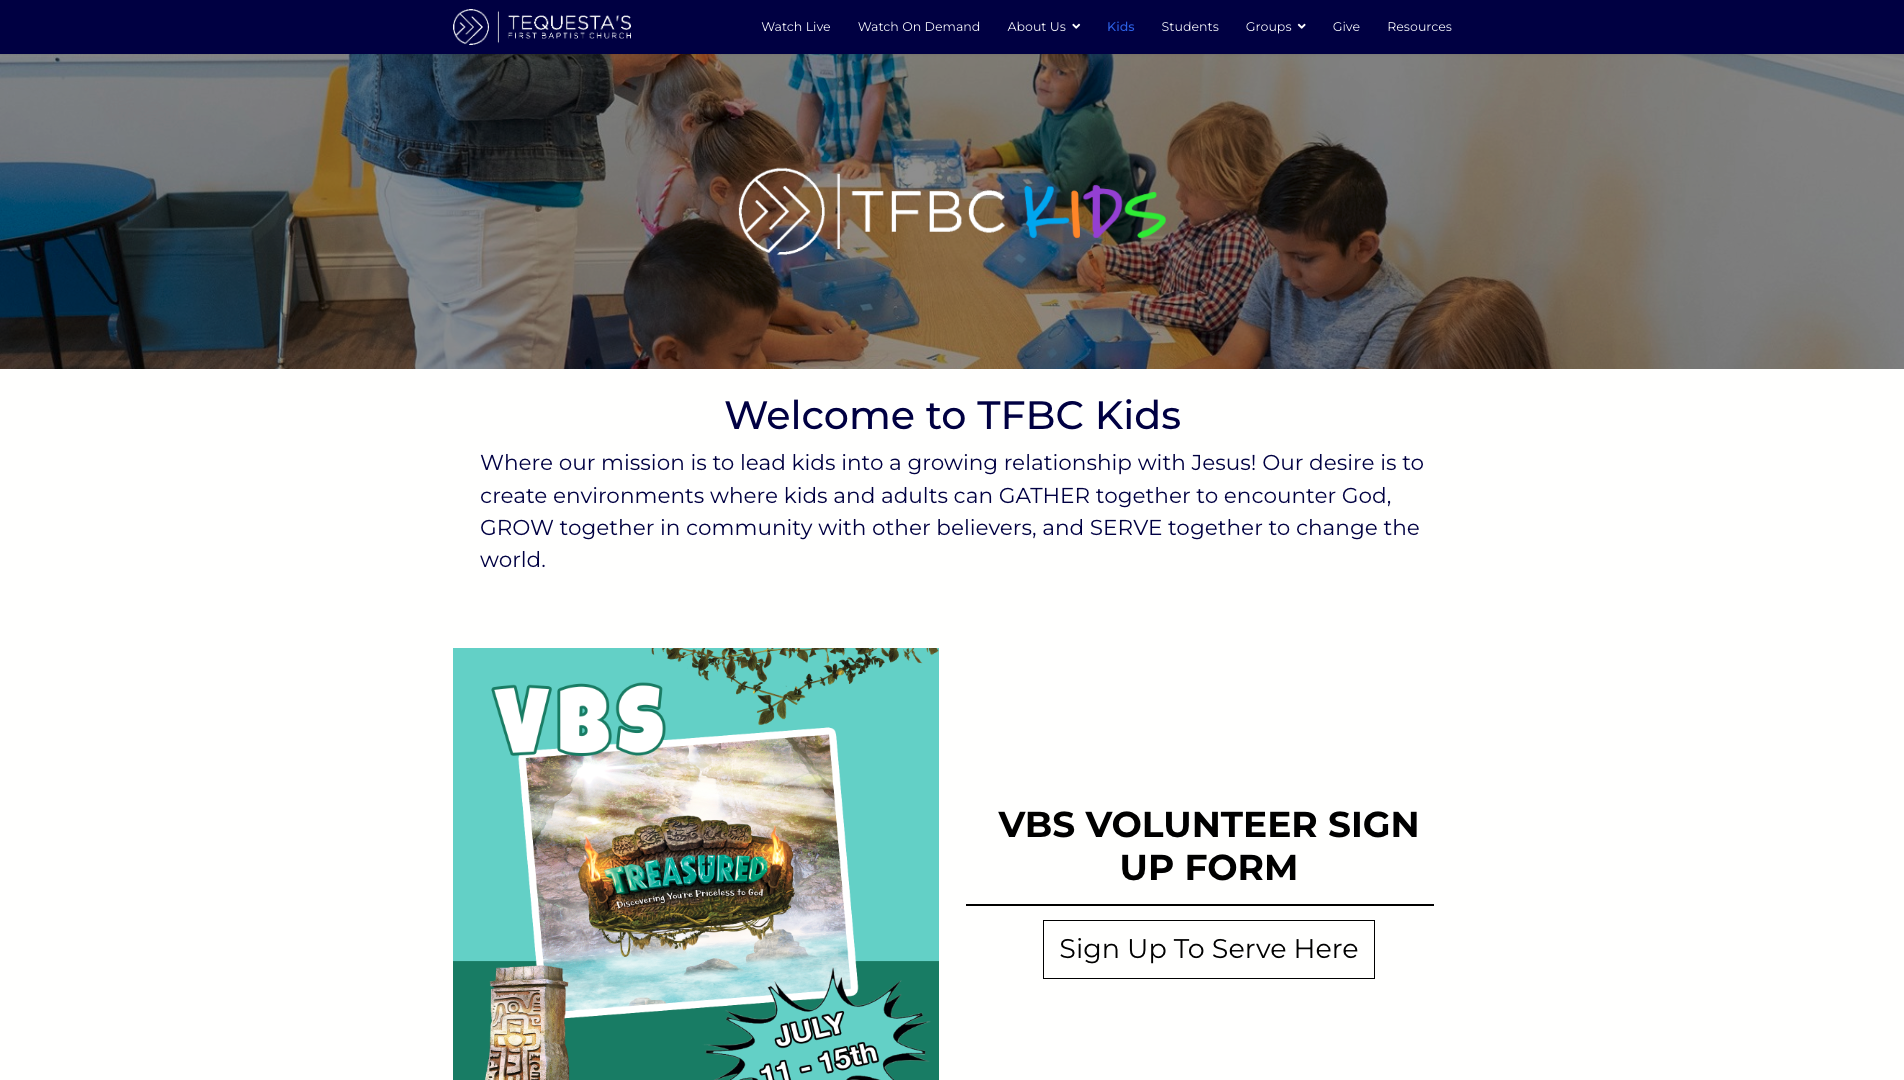 TEQUESTA'S
FIRST BAPTIST CHURCH
Watch Live
Watch On Demand
About Us
Kids
Students
Groups
Give
Resources
TFBC KIDS
Welcome to TFBC Kids
Where our mission is to lead kids into a growing relationship with Jesus! Our desire is to
create environments where kids and adults can GATHER together to encounter God,
GROW together in community with other believers, and SERVE together to change the
world.
VBS
TREASURED
Discovering You're Priceless to God
JULY
11 - 15th
VBS VOLUNTEER SIGN
UP FORM
Sign Up To Serve Here